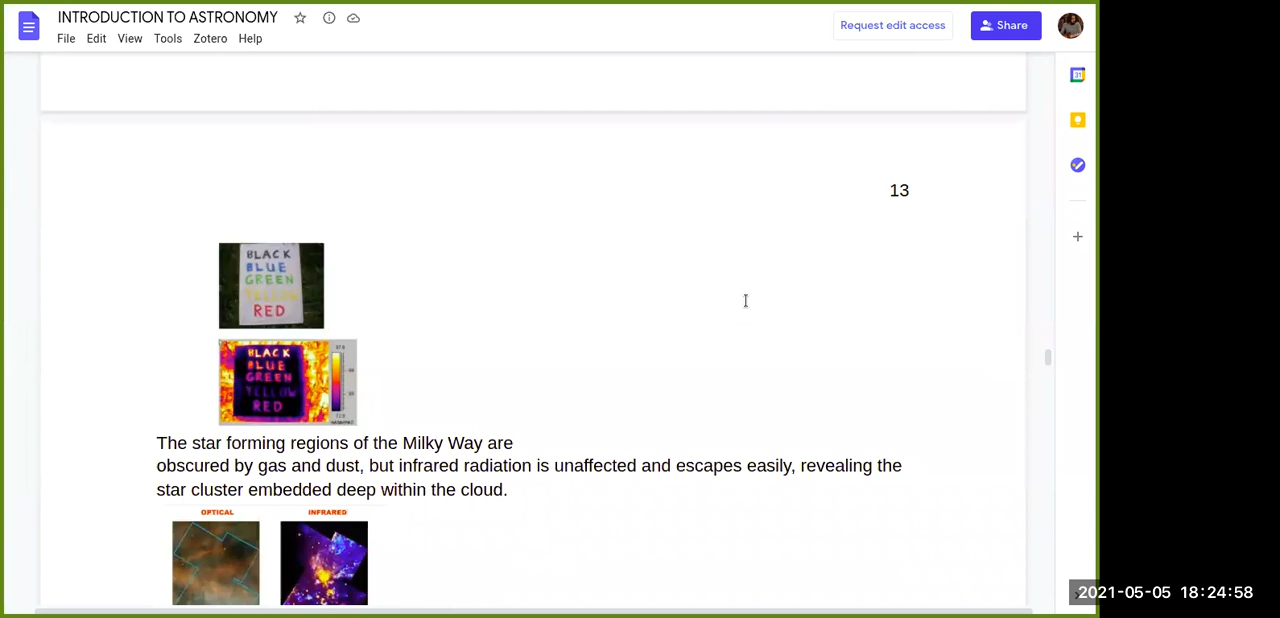 INTRODUCTION TO ASTRONOMY
File Edit View Tools Zotero Help
Request edit access
Share
31
13
BLACK
BLUE
GREEN
YELLOW
RED
BLACK
BLUE
GREEN
YELLOW
RED
The star forming regions of the Milky Way are
obscured by gas and dust, but infrared radiation is unaffected and escapes easily, revealing the
star cluster embedded deep within the cloud.
OPTICAL INFRARED
2021-05-05 18:24:58